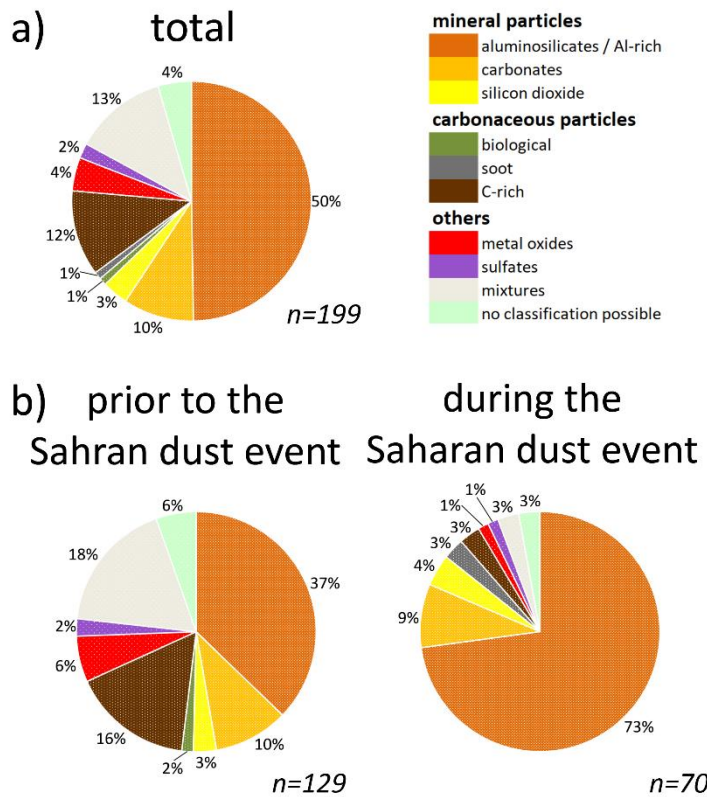 a) total
4%
13%
2%
4%
12%
1%
1%
3%
10%
50%
n=199
mineral particles
aluminosilicates / Al-rich
carbonates
silicon dioxide
carbonaceous particles
biological
soot
C-rich
others
metal oxides
sulfates
mixtures
no classification possible
b) prior to the
Sahran dust event
6%
18%
2%
6%
16%
2%
3%
10%
37%
n=129
during the
Saharan dust event
1%
1%
3%
3%
3%
3%
4%
9%
73%
n=70